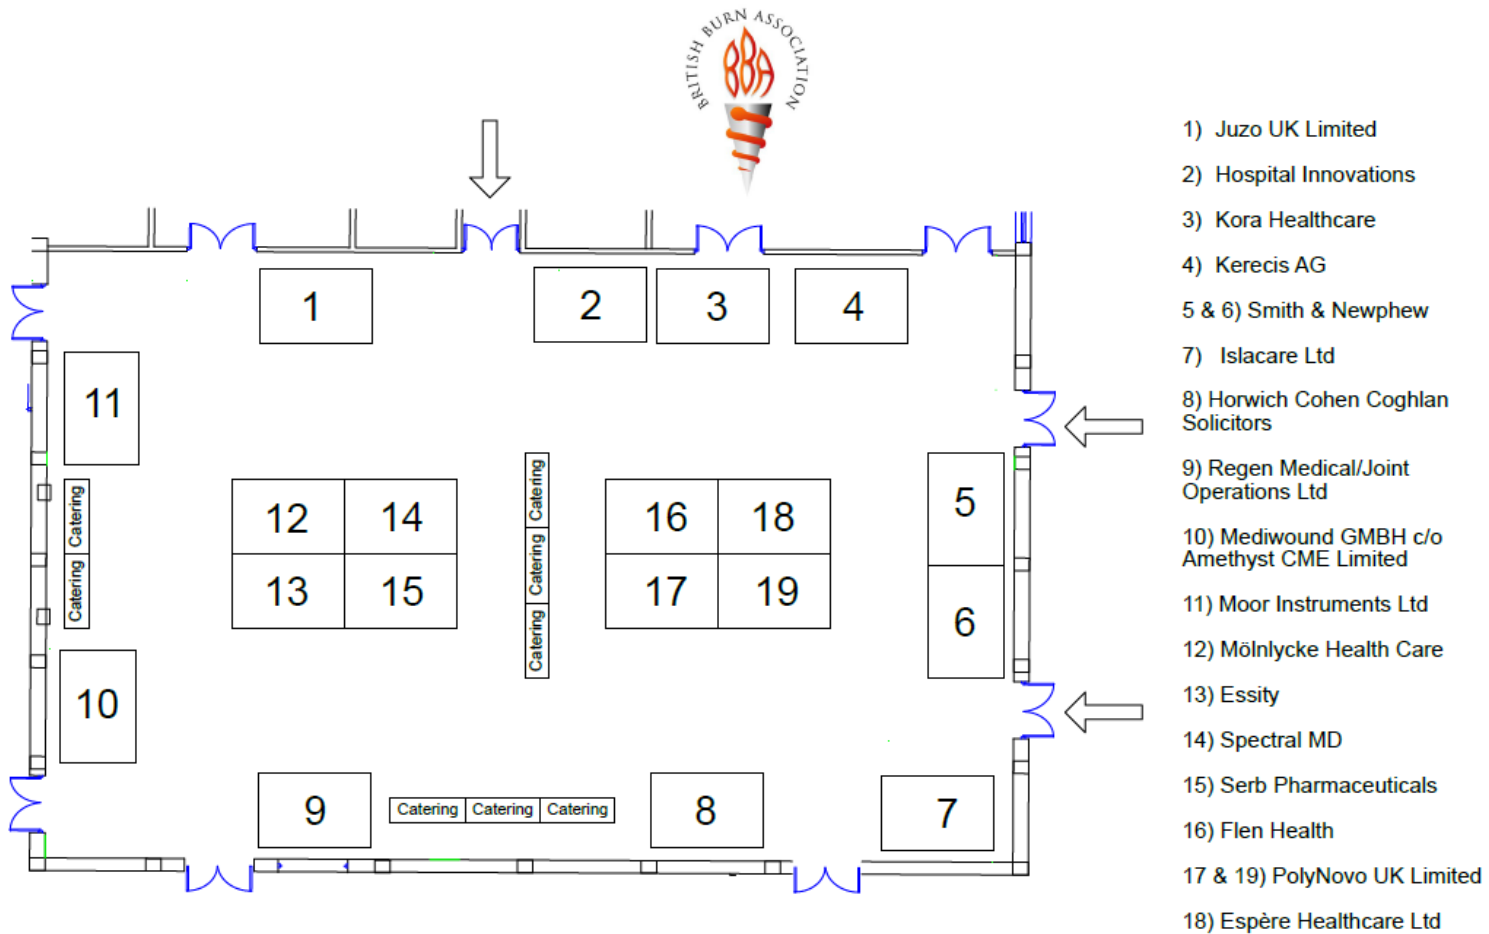 BRITISH BURN ASSOCIATION
BBA
1
2
3
4
11
5
6
12
14
13
15
16
18
17
19
Catering
Catering
Catering
Catering
Catering
10
9
Catering Catering Catering
8
7
1) Juzo UK Limited
2) Hospital Innovations
3) Kora Healthcare
4) Kerecis AG
5 & 6) Smith & Newphew
7) Islacare Ltd
8) Horwich Cohen Coghlan
Solicitors
9) Regen Medical/Joint
Operations Ltd
10) Mediwound GMBH c/o
Amethyst CME Limited
11) Moor Instruments Ltd
12) Mölnlycke Health Care
13) Essity
14) Spectral MD
15) Serb Pharmaceuticals
16) Flen Health
17 & 19) PolyNovo UK Limited
18) Espère Healthcare Ltd